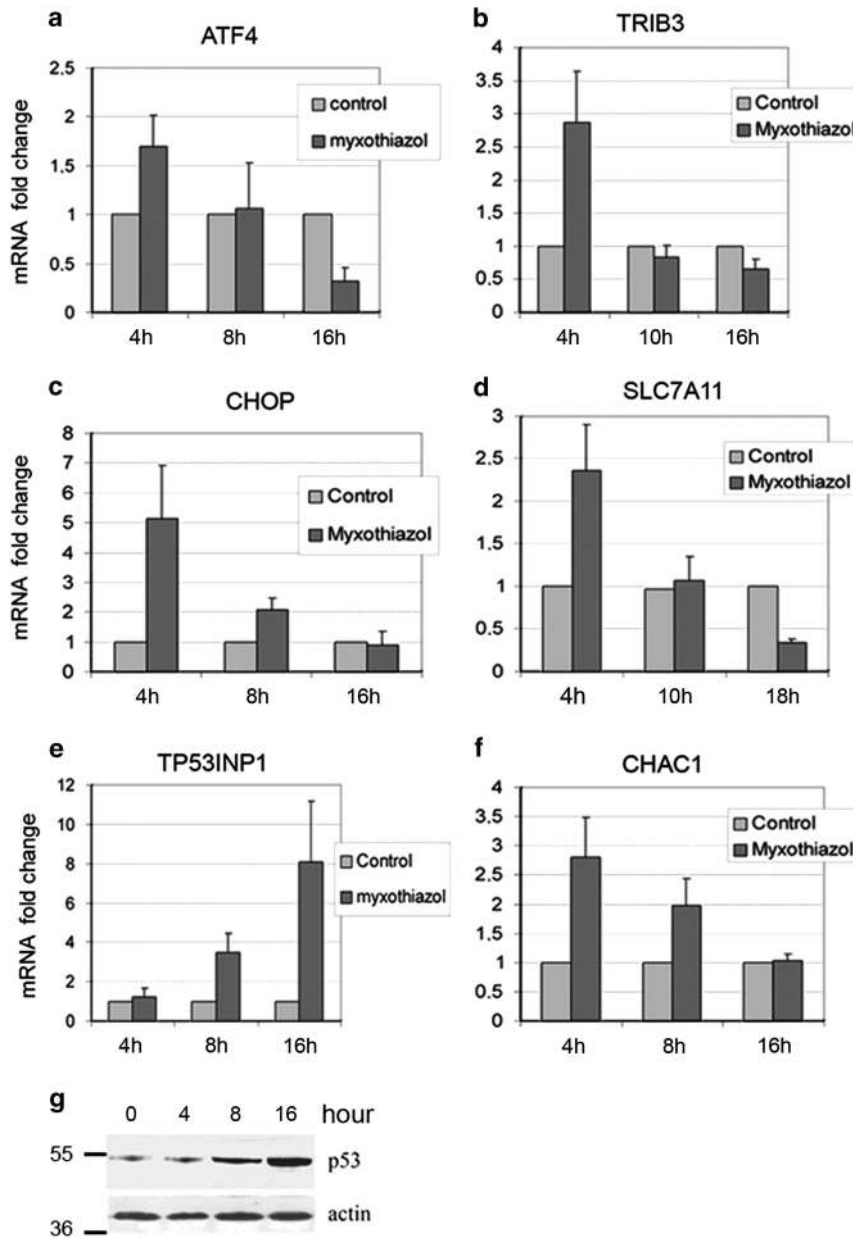 a
ATF4
mRNA fold change
2.5
2
1.5
1
0.5
0
control
myxothiazol
4h 8h 16h
b
TRIB3
4
3.5
3
2.5
2
1.5
1
0.5
0
Control
Myxothiazol
4h 10h 16h
c
CHOP
8
7
6
5
4
3
2
1
0
Control
Myxothiazol
4h 8h 16h
d
SLC7A11
3
2.5
2
1.5
1
0.5
0
Control
Myxothiazol
4h 10h 18h
e
TP53INP1
mRNA fold change
12
10
8
6
4
2
0
Control
myxothiazol
4h 8h 16h
f
CHAC1
4
3.5
3
2.5
2
1.5
1
0.5
0
Control
Myxothiazol
4h 8h 16h
g
0 4 8 16 hour
55
p53
actin
36